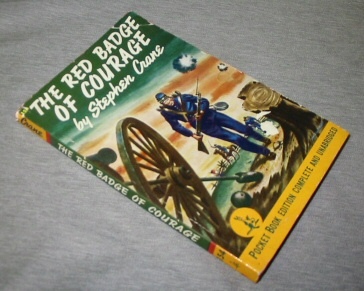 THE RED BADGE
OF COURAGE
by Stephen Crane
POCKET BOOK EDITION COMPLETE AND UNABRIDGED
Crane
THE RED BADGE OF COURAGE
154